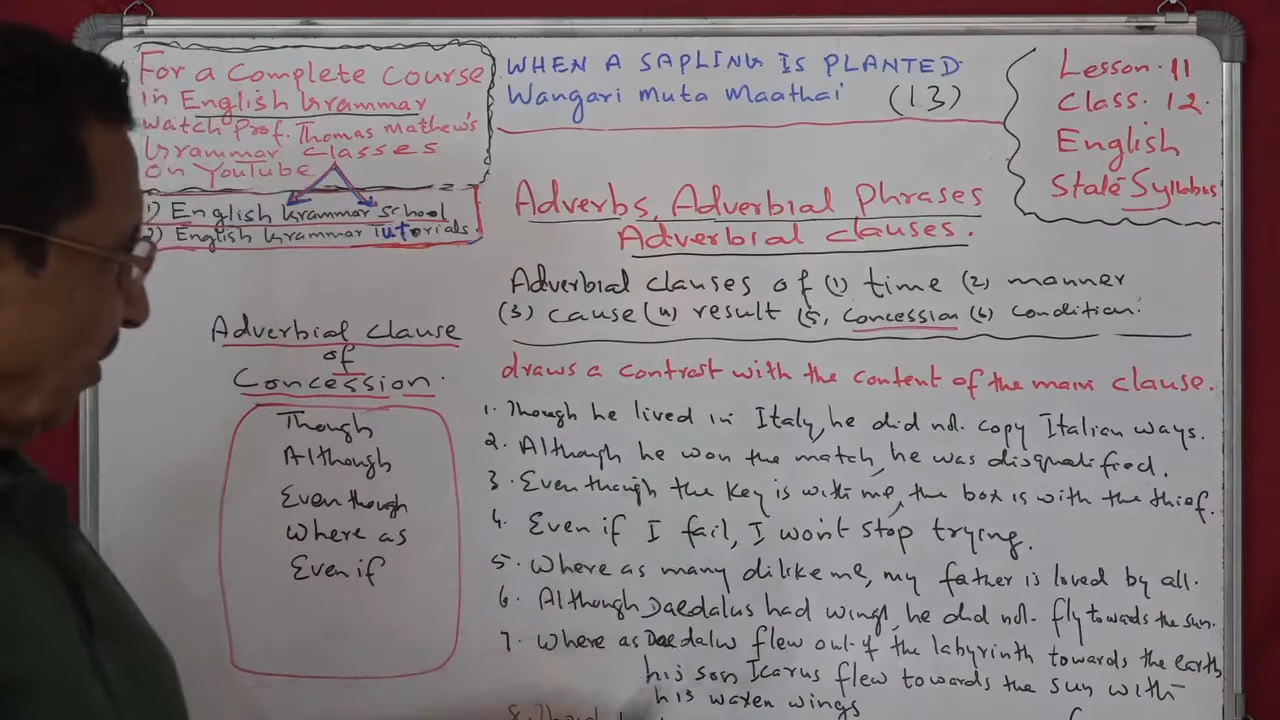 For a Complete Course
in English Grammar
watch Prof. Thomas Mathew's
Grammar classes
on YouTube
1) English Grammar School
2) English Grammar Tutorials
WHEN A SAPLING IS PLANTED
Wangari Muta Maathai (13)
Lesson. 11
Class. 12.
English
State Syllabus
Adverbs, Adverbial Phrases
Adverbial clauses.
Adverbial clauses of (1) time (2) manner
(3) cause (4) result (5, Concession (6) Condition.
Adverbial clause
of
Concession.
Though
Although
Even though
Where as
Even if
draws a contrast with the content of the main clause.
1. Though he lived in Italy, he did not copy Italian ways.
2. Although he won the match, he was disqualified.
3. Even though the key is with me, the box is with the thief.
4. Even if I fail, I won't stop trying.
5. Where as many dilike me, my father is loved by all.
6. Although Daedalus had wings, he did not fly towards the sun.
7. Where as Daedalus flew out of the labyrinth towards the earth
his son Icarus flew towards the sun with
his waxen wings
8.